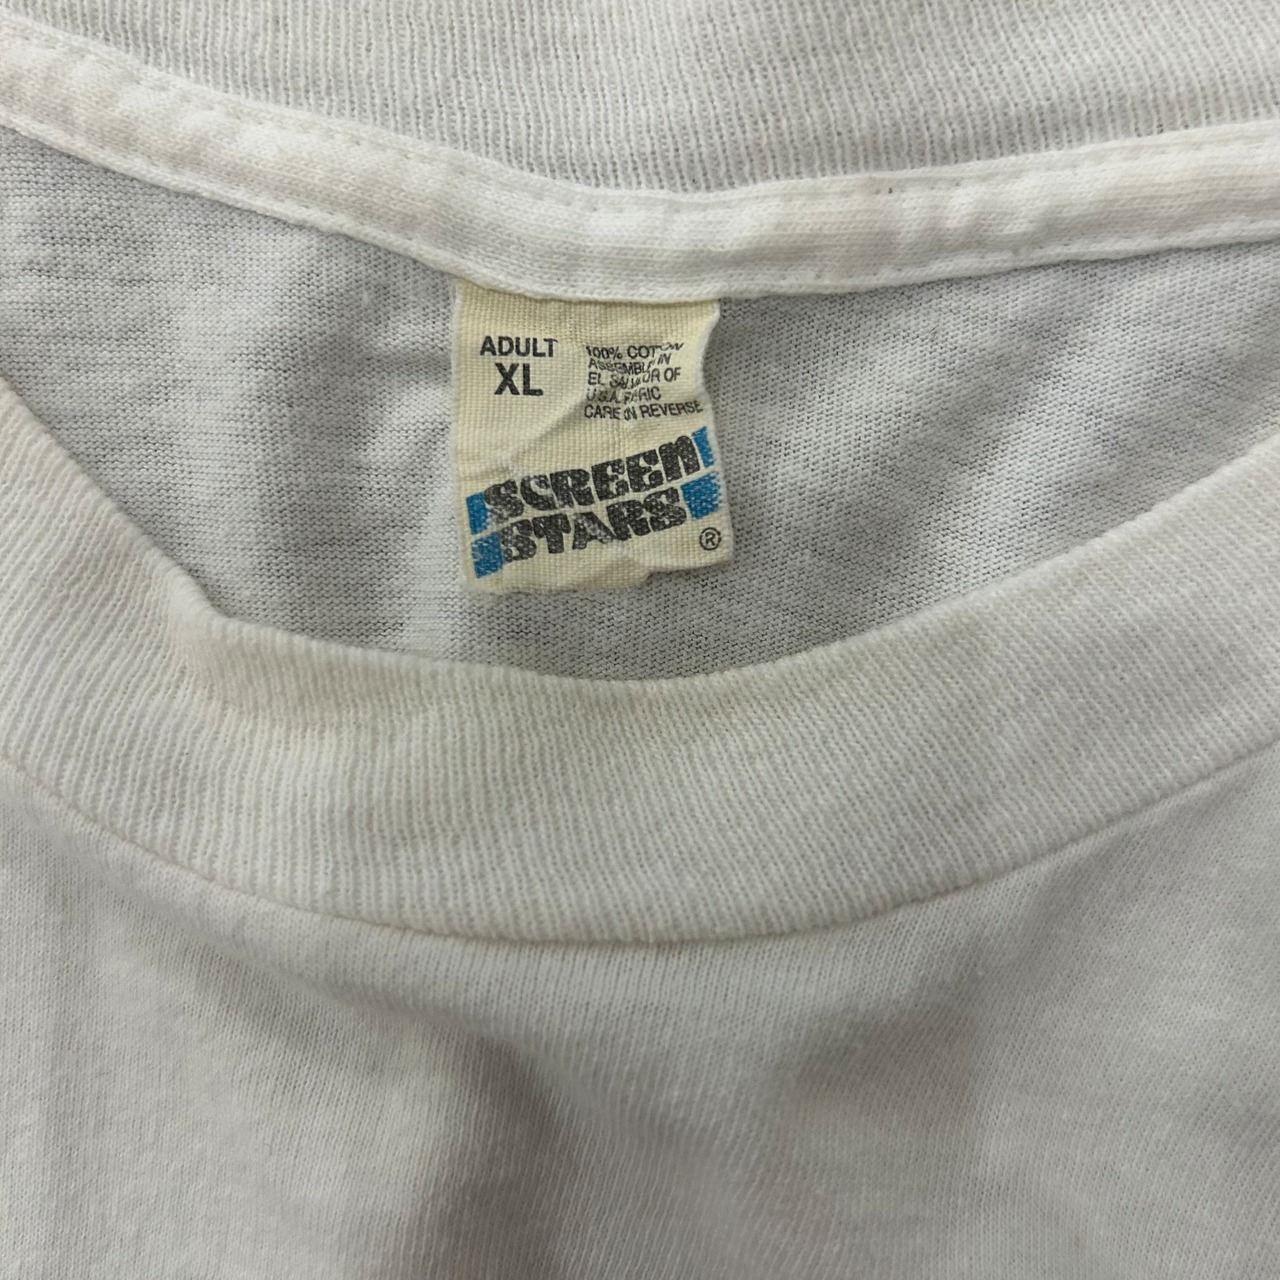 ADULT
XL
100% COTTON
ASSEMBLED IN
EL SALVADOR OF
U.S.A. FABRIC
CARE ON REVERSE
SCREEN
STARS
®